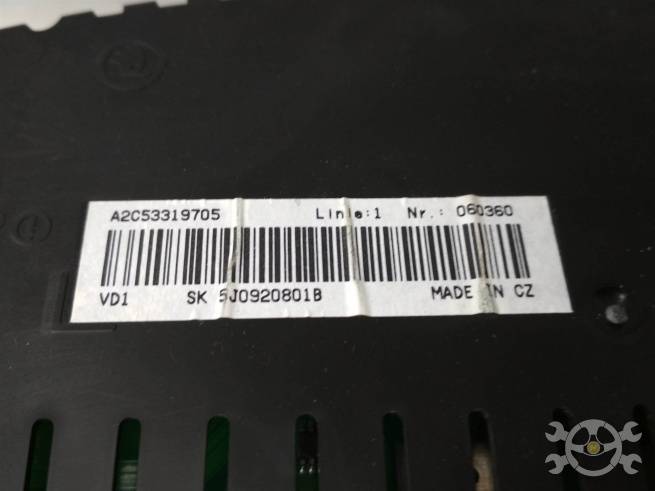 A2C53319705 Linie:1 Nr.: 060360
VD1 SK 5J0920801B MADE IN CZ